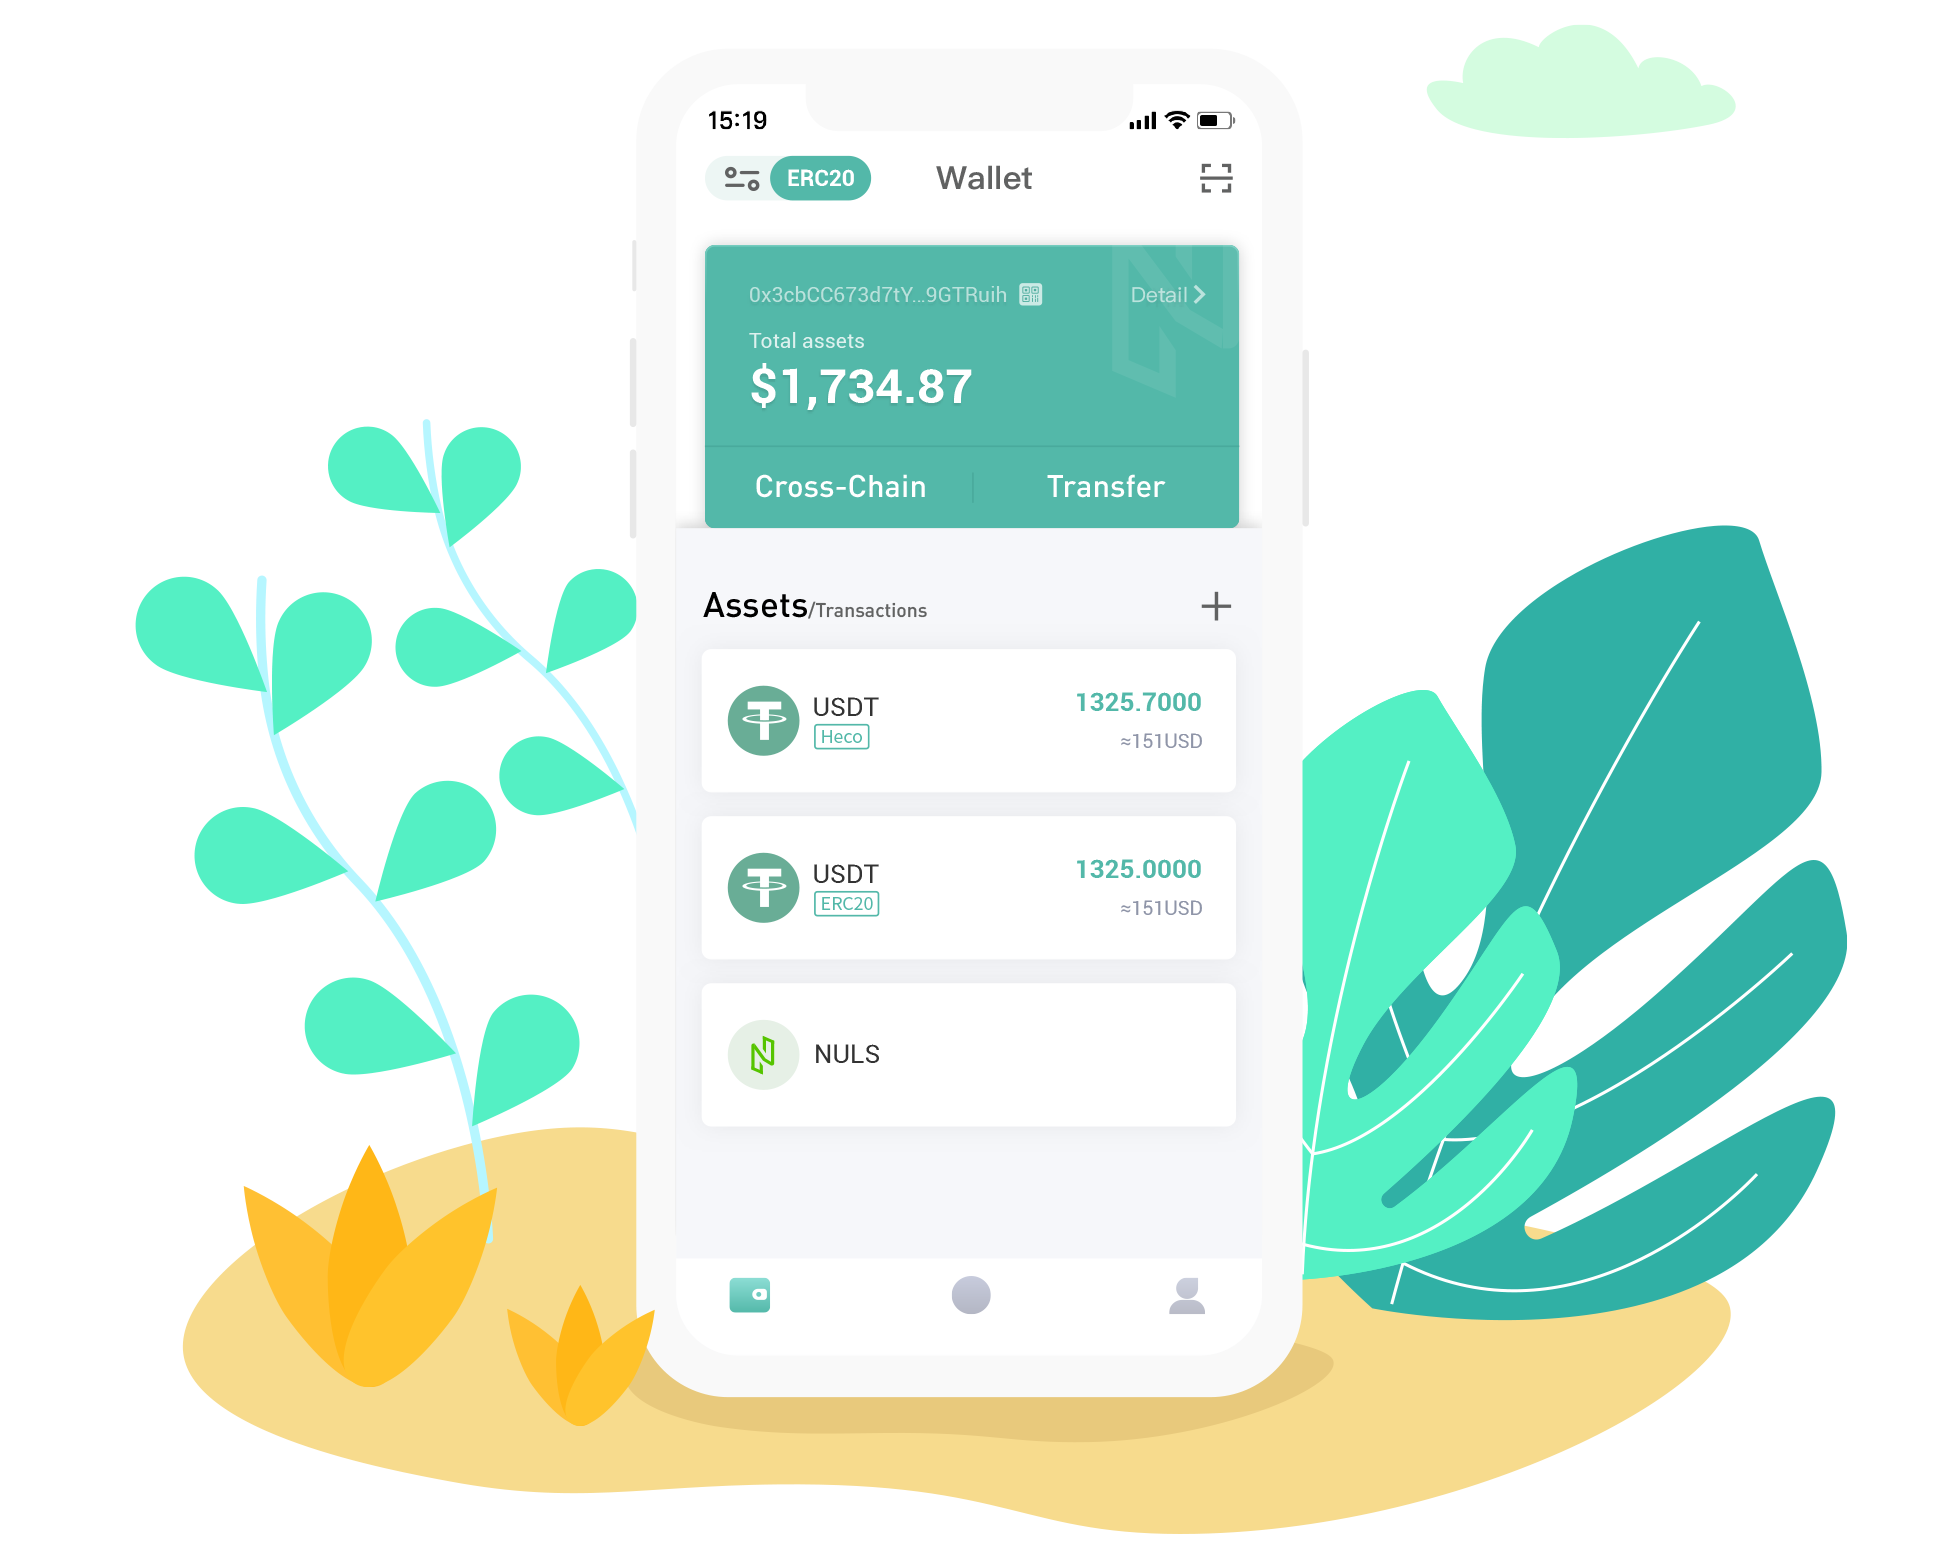 15:19
ERC20
Wallet
0x3cbCC673d7tY...9GTRuih
Detail
Total assets
$1,734.87
Cross-Chain
Transfer
Assets/Transactions
USDT
1325.7000
Heco
≈151USD
USDT
1325.0000
ERC20
≈151USD
NULS